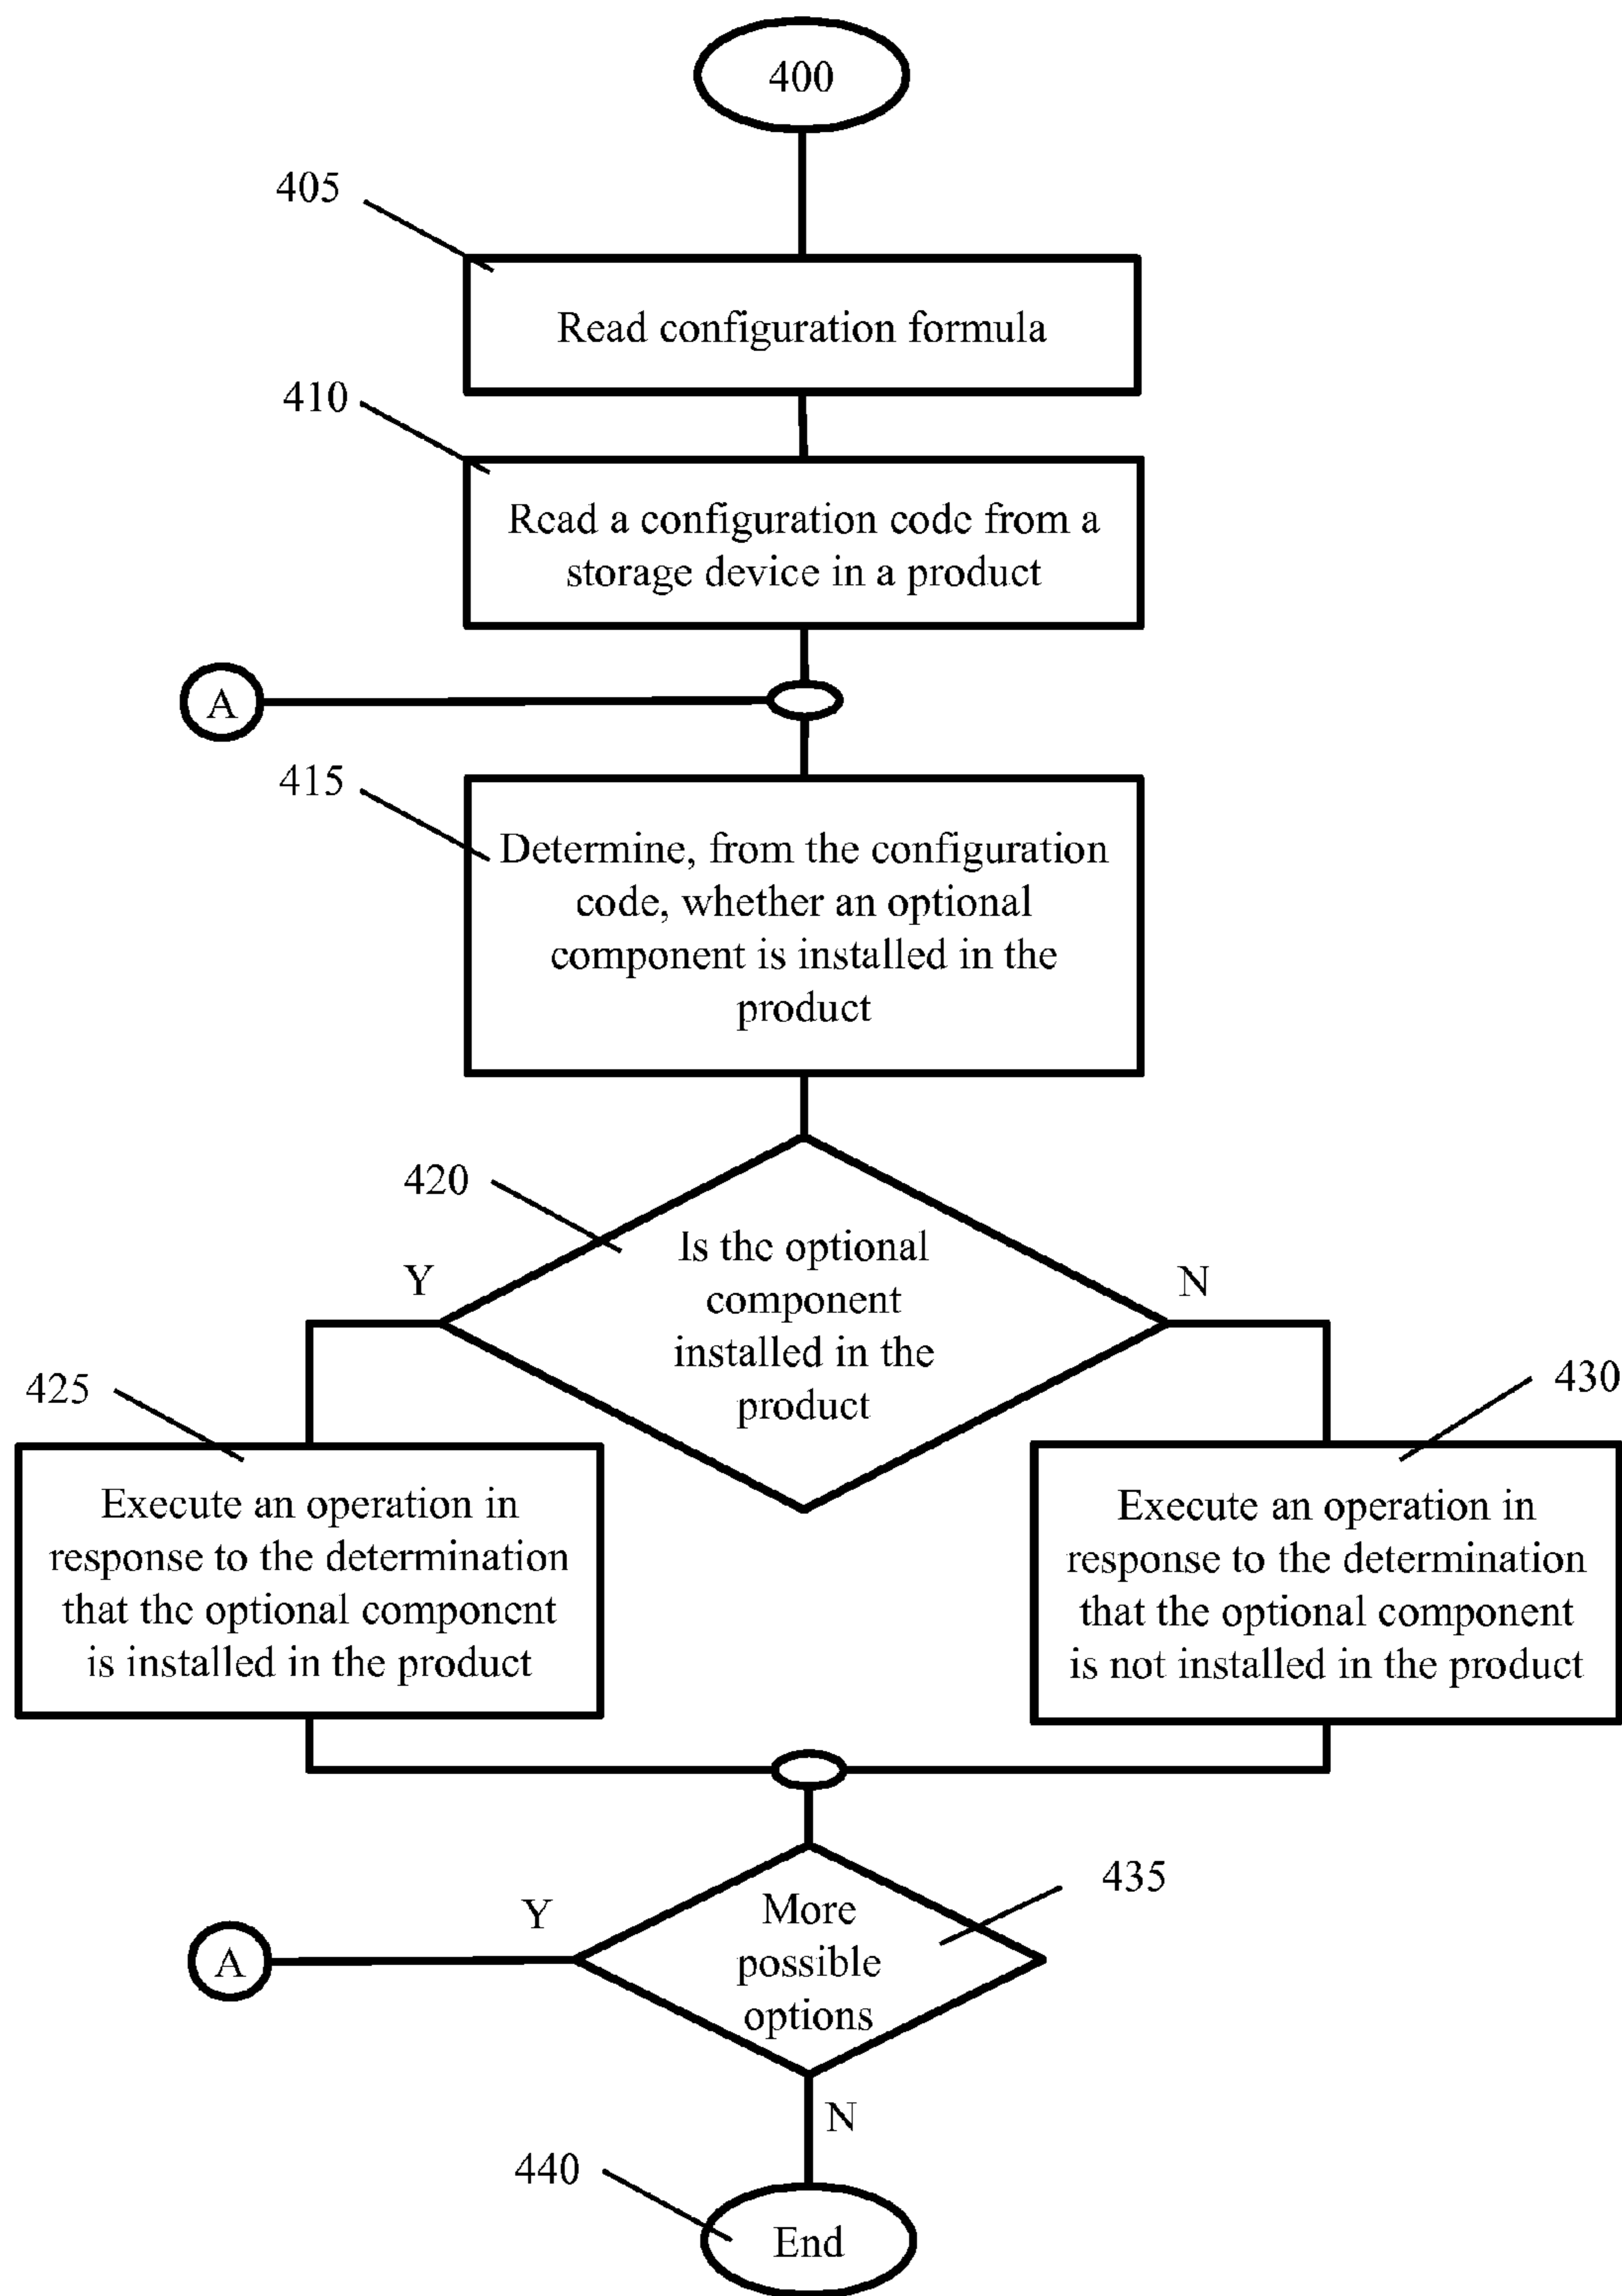 400
405
Read configuration formula
410
Read a configuration code from a
storage device in a product
A
415
Determine, from the configuration
code, whether an optional
component is installed in the
product
420
Is the optional
component
installed in the
product
Y
N
425
430
Execute an operation in
response to the determination
that the optional component
is installed in the product
Execute an operation in
response to the determination
that the optional component
is not installed in the product
435
More
possible
options
Y
A
N
440
End